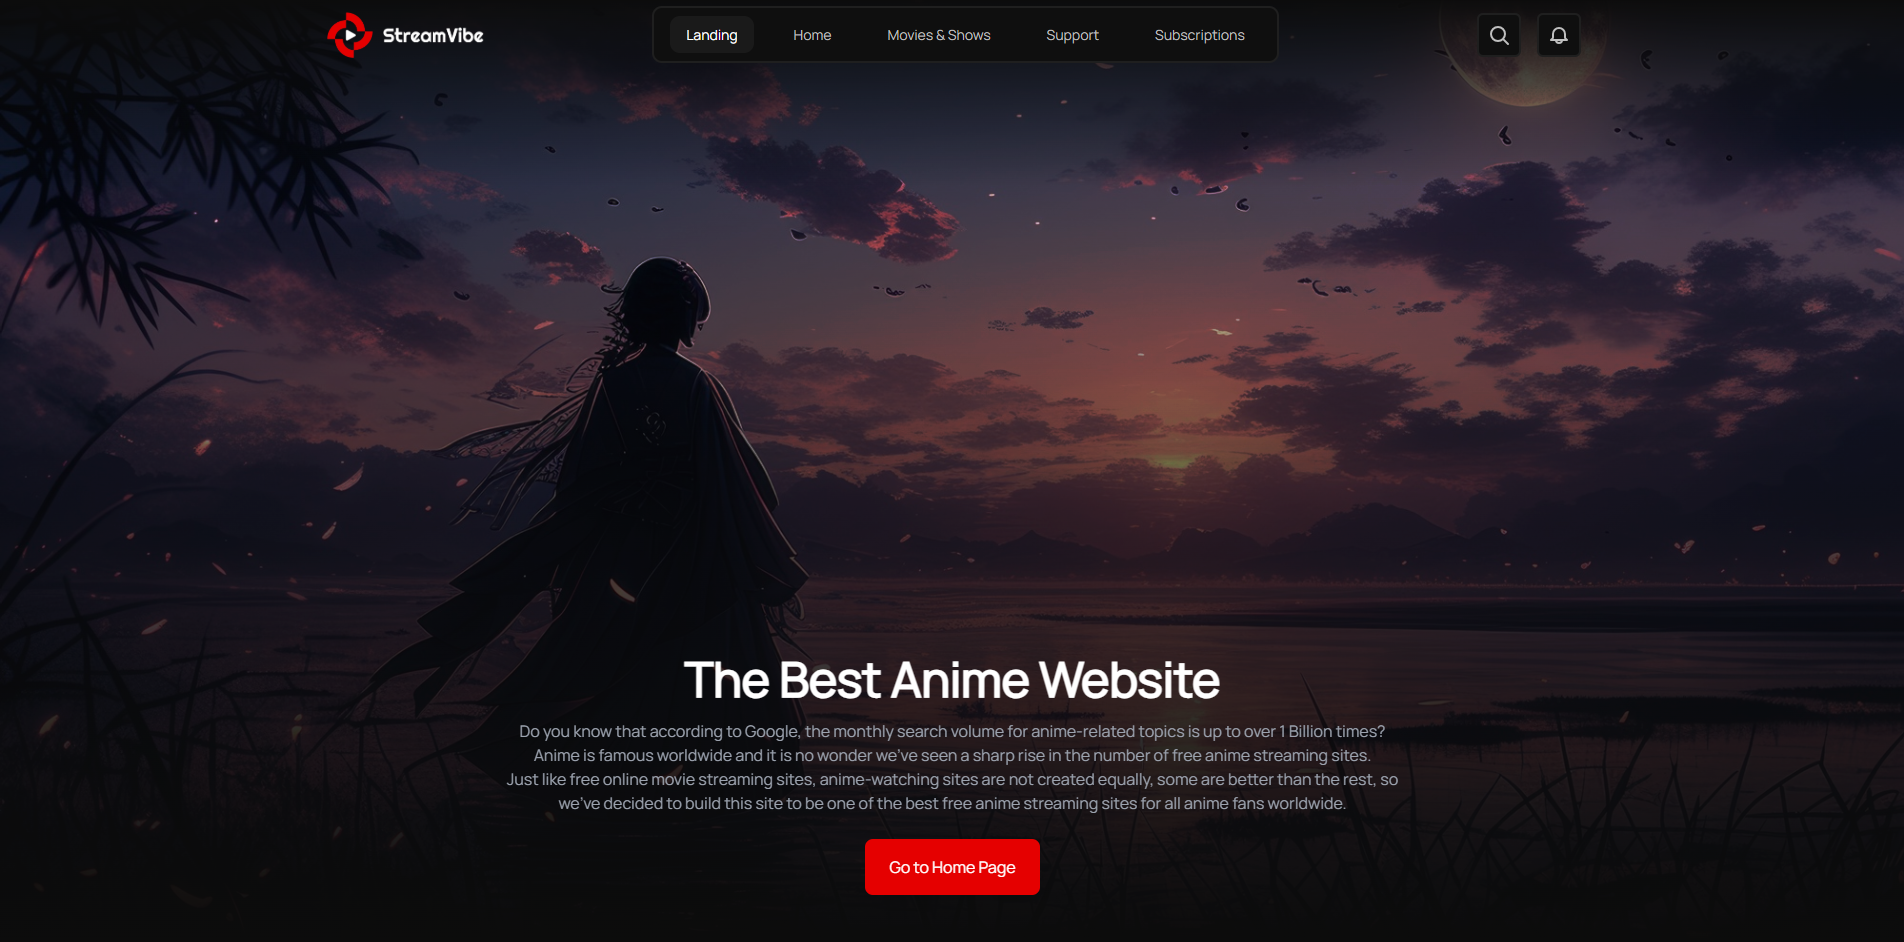 StreamVibe
Landing
Home
Movies & Shows
Support
Subscriptions
The Best Anime Website
Do you know that according to Google, the monthly search volume for anime-related topics is up to over 1 Billion times?
Anime is famous worldwide and it is no wonder we've seen a sharp rise in the number of free anime streaming sites.
Just like free online movie streaming sites, anime-watching sites are not created equally, some are better than the rest, so
we've decided to build this site to be one of the best free anime streaming sites for all anime fans worldwide.
Go to Home Page